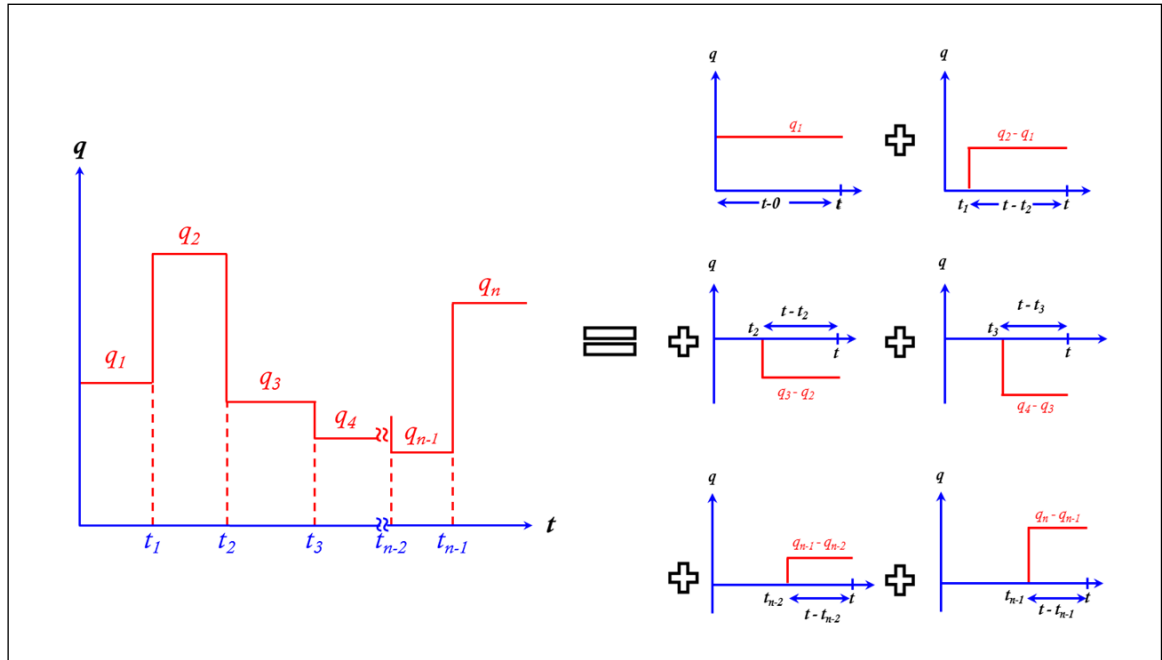 q
q₁
q₂
q₃
q₄
qₙ₋₁
qₙ
t₁
t₂
t₃
tₙ₋₂
tₙ₋₁
t
q
q₁
t-0
t
q
q₂ - q₁
t₁
t - t₂
t
q
t₂
t - t₂
t
q₃ - q₂
q
t₃
t - t₃
t
q₄ - q₃
q
qₙ₋₁ - qₙ₋₂
tₙ₋₂
t
t - tₙ₋₂
q
qₙ - qₙ₋₁
tₙ₋₁
t
t - tₙ₋₁